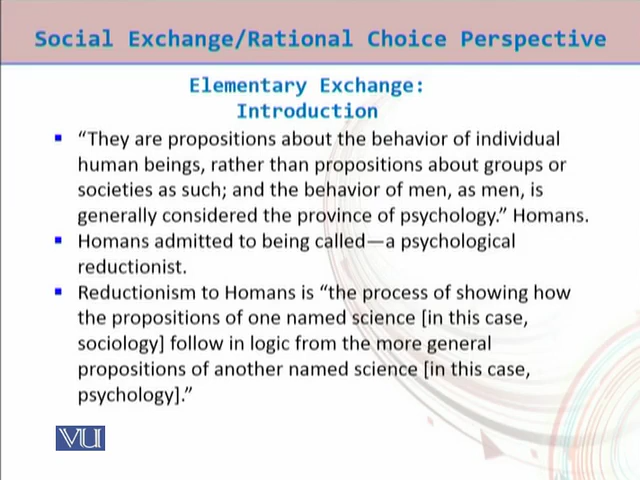 Social Exchange/Rational Choice Perspective
Elementary Exchange:
Introduction
▪ “They are propositions about the behavior of individual
human beings, rather than propositions about groups or
societies as such; and the behavior of men, as men, is
generally considered the province of psychology.” Homans.
▪ Homans admitted to being called—a psychological
reductionist.
▪ Reductionism to Homans is “the process of showing how
the propositions of one named science [in this case,
sociology] follow in logic from the more general
propositions of another named science [in this case,
psychology].”
VU